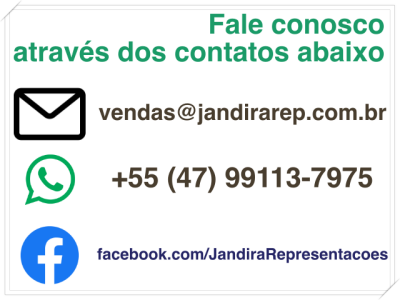 Fale conosco
através dos contatos abaixo
vendas@jandirarep.com.br
+55 (47) 99113-7975
facebook.com/JandiraRepresentacoes